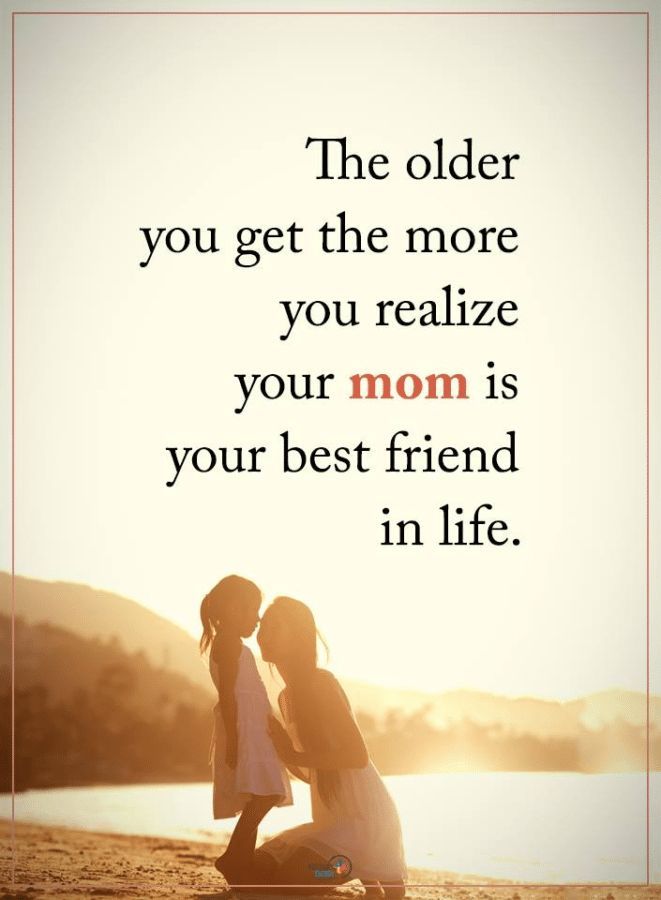 The older
you get the more
you realize
your mom is
your best friend
in life.